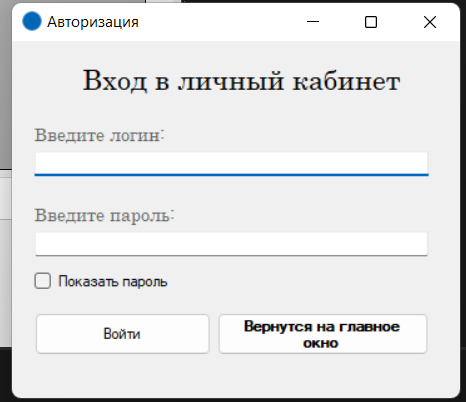 Авторизация
Вход в личный кабинет
Введите логин:
Введите пароль:
Показать пароль
Войти
Вернутся на главное
окно